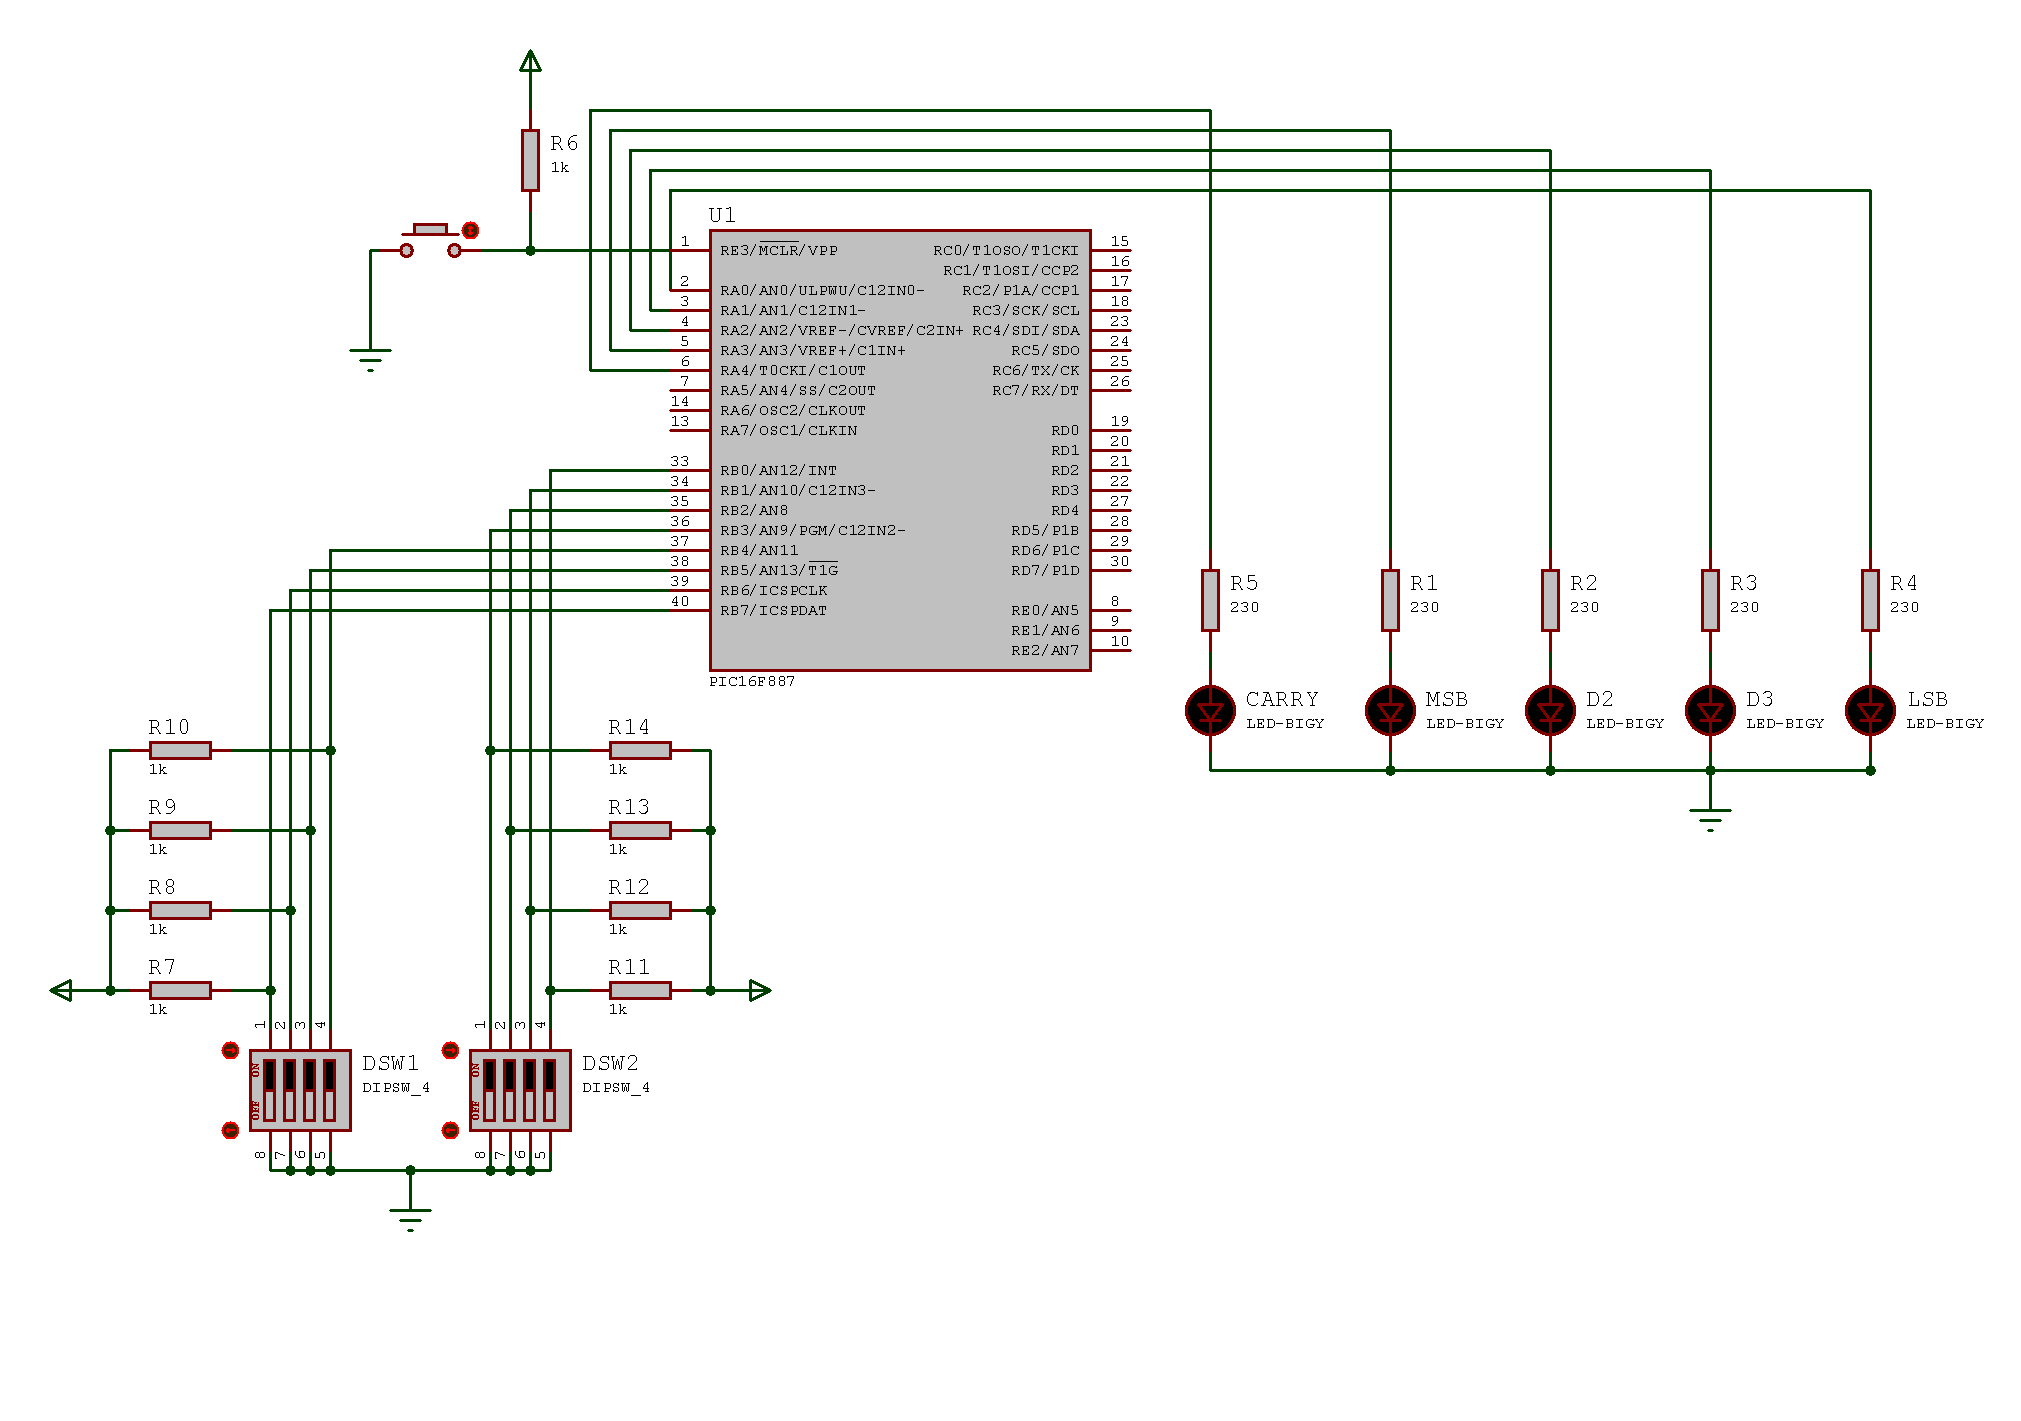 R6
1k
U1
1
RE3/MCLR/VPP
RC0/T1OSO/T1CKI
15
RC1/T1OSI/CCP2
16
2
RA0/AN0/ULPWU/C12IN0-
RC2/P1A/CCP1
17
3
RA1/AN1/C12IN1-
RC3/SCK/SCL
18
4
RA2/AN2/VREF-/CVREF/C2IN+
RC4/SDI/SDA
23
5
RA3/AN3/VREF+/C1IN+
RC5/SDO
24
6
RA4/T0CKI/C1OUT
RC6/TX/CK
25
7
RA5/AN4/SS/C2OUT
RC7/RX/DT
26
14
RA6/OSC2/CLKOUT
13
RA7/OSC1/CLKIN
RD0
19
RD1
20
33
RB0/AN12/INT
RD2
21
34
RB1/AN10/C12IN3-
RD3
22
35
RB2/AN8
RD4
27
36
RB3/AN9/PGM/C12IN2-
RD5/P1B
28
37
RB4/AN11
RD6/P1C
29
38
RB5/AN13/T1G
RD7/P1D
30
39
RB6/ICSPCLK
40
RB7/ICSPDAT
RE0/AN5
8
RE1/AN6
9
RE2/AN7
10
PIC16F887
R5
230
R1
230
R2
230
R3
230
R4
230
CARRY
LED-BIGY
MSB
LED-BIGY
D2
LED-BIGY
D3
LED-BIGY
LSB
LED-BIGY
R10
1k
R14
1k
R9
1k
R13
1k
R8
1k
R12
1k
R7
1k
R11
1k
1 2 3 4
ON
OFF
DSW1
DIPSW_4
8 7 6 5
1 2 3 4
ON
OFF
DSW2
DIPSW_4
8 7 6 5